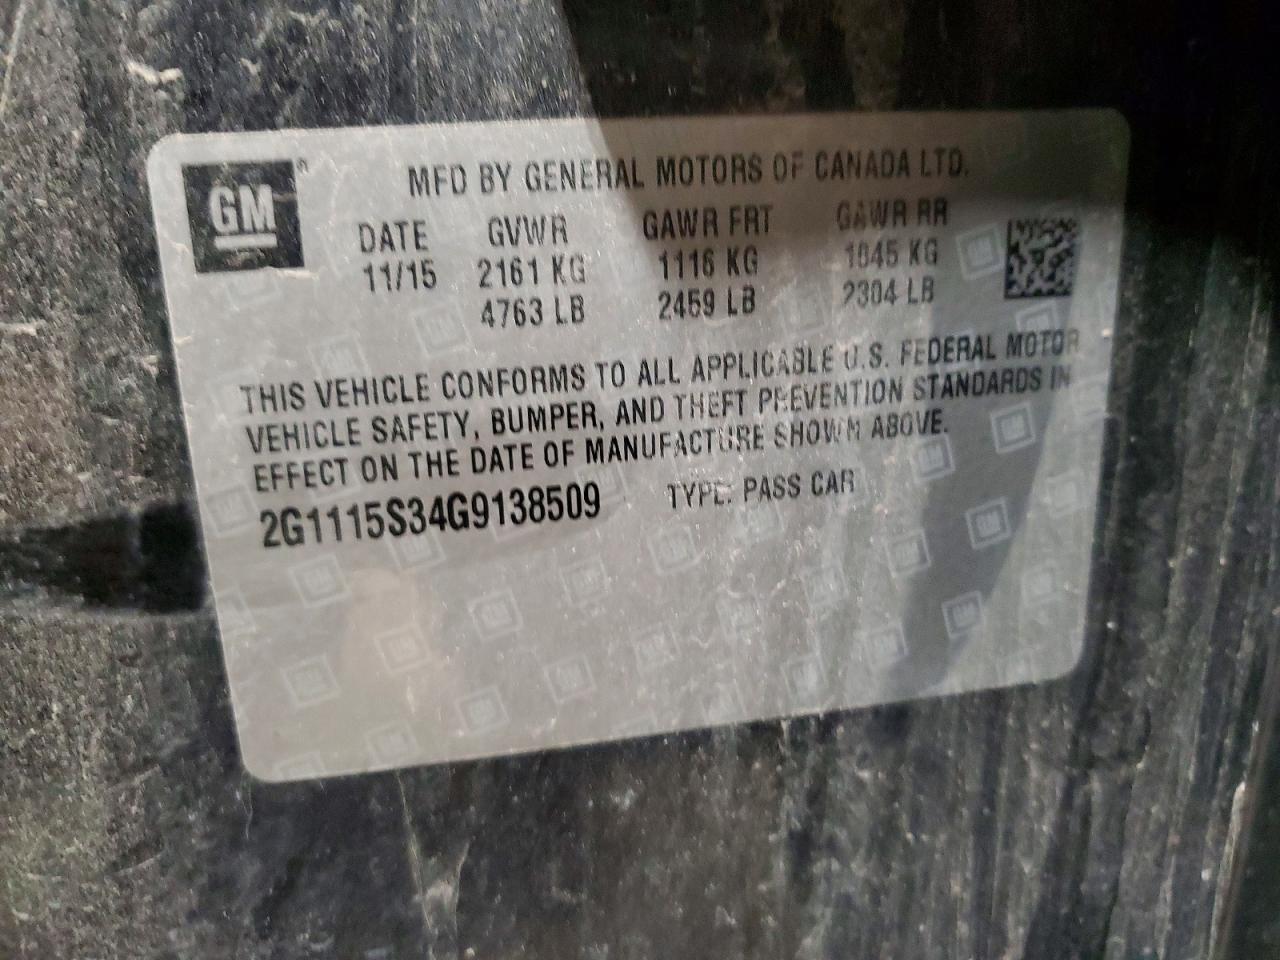 GM®
MFD BY GENERAL MOTORS OF CANADA LTD.
DATE GVWR GAWR FRT GAWR RR
11/15 2161 KG 1116 KG 1045 KG
4763 LB 2459 LB 2304 LB
THIS VEHICLE CONFORMS TO ALL APPLICABLE U.S. FEDERAL MOTOR
VEHICLE SAFETY, BUMPER, AND THEFT PREVENTION STANDARDS IN
EFFECT ON THE DATE OF MANUFACTURE SHOWN ABOVE.
2G1115S34G9138509 TYPE: PASS CAR